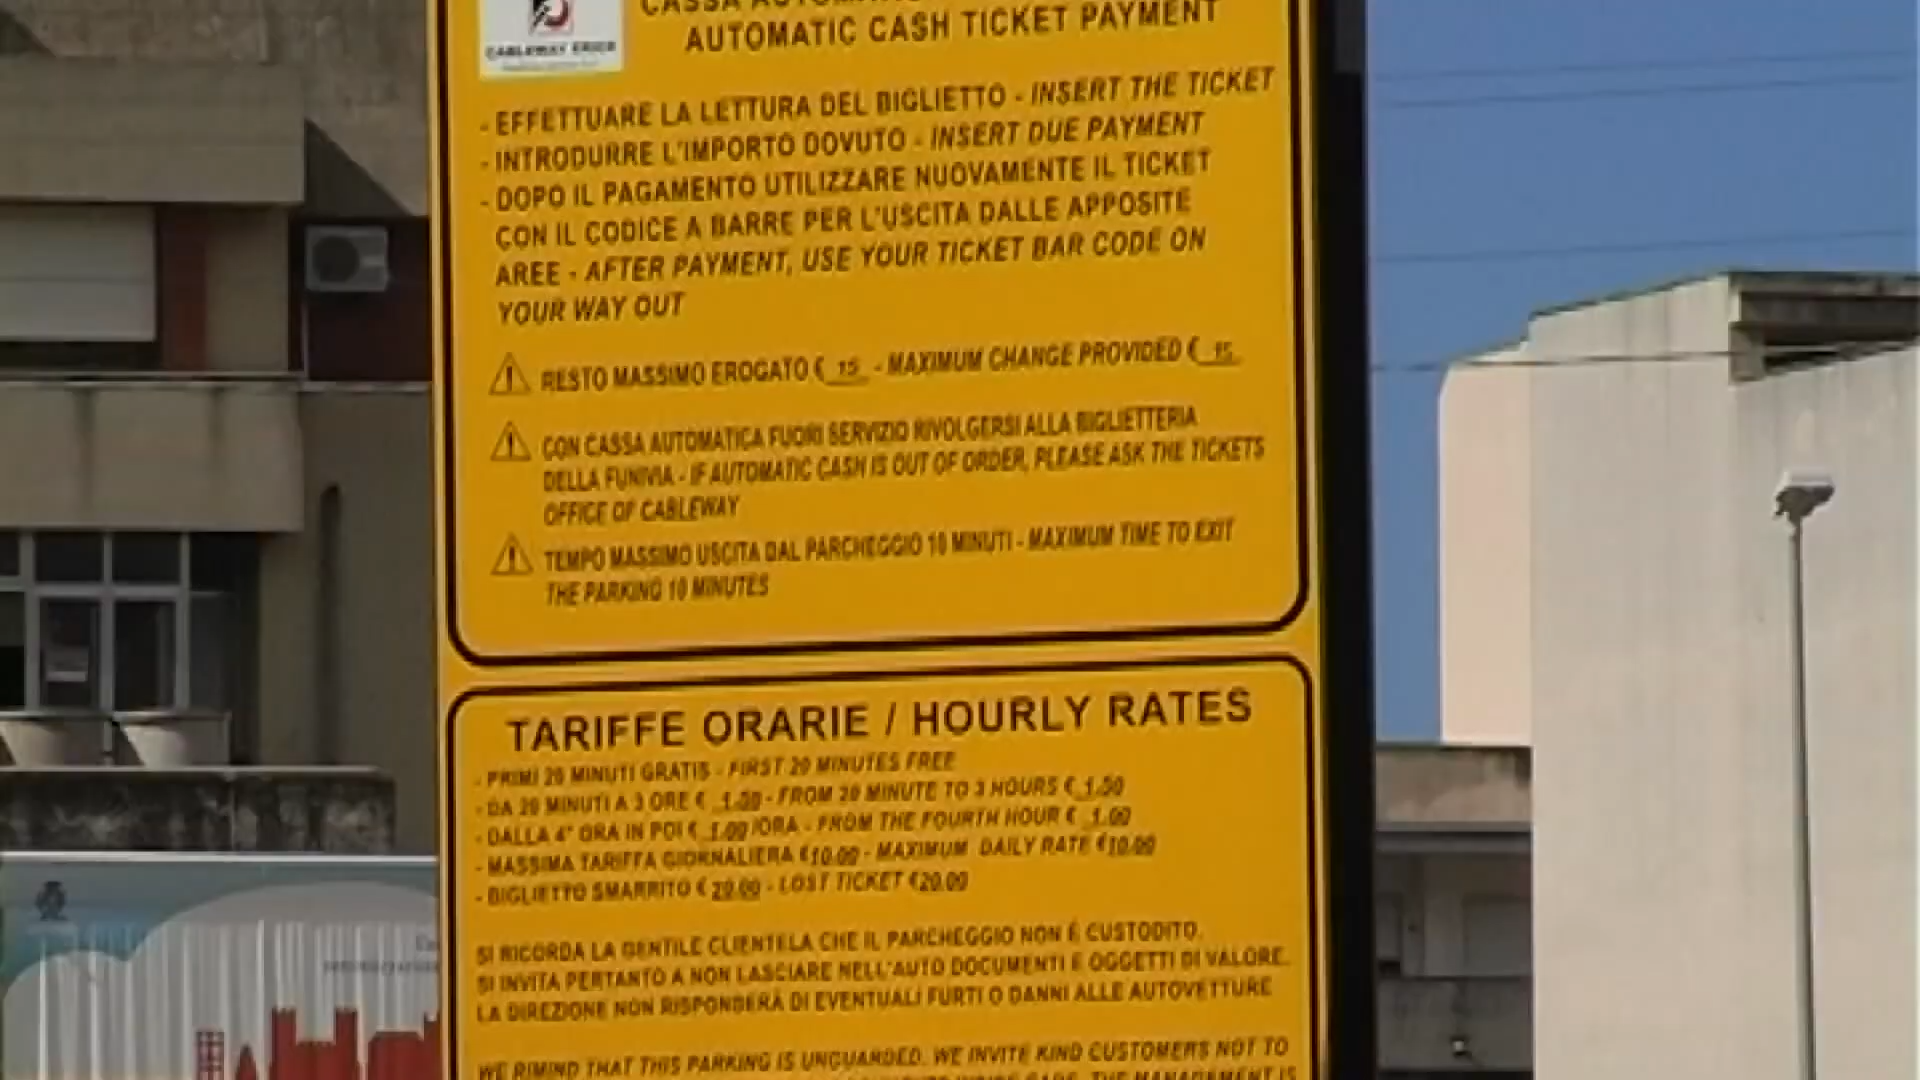 CABLEWAY ERICE
AUTOMATIC CASH TICKET PAYMENT
- EFFETTUARE LA LETTURA DEL BIGLIETTO - INSERT THE TICKET
- INTRODURRE L'IMPORTO DOVUTO - INSERT DUE PAYMENT
- DOPO IL PAGAMENTO UTILIZZARE NUOVAMENTE IL TICKET
CON IL CODICE A BARRE PER L'USCITA DALLE APPOSITE
AREE - AFTER PAYMENT, USE YOUR TICKET BAR CODE ON
YOUR WAY OUT
RESTO MASSIMO EROGATO € 15 - MAXIMUM CHANGE PROVIDED € 15
CON CASSA AUTOMATICA FUORI SERVIZIO RIVOLGERSI ALLA BIGLIETTERIA
DELLA FUNIVIA - IF AUTOMATIC CASH IS OUT OF ORDER, PLEASE ASK THE TICKETS
OFFICE OF CABLEWAY
TEMPO MASSIMO USCITA DAL PARCHEGGIO 10 MINUTI - MAXIMUM TIME TO EXIT
THE PARKING 10 MINUTES
TARIFFE ORARIE / HOURLY RATES
- PRIMI 20 MINUTI GRATIS - FIRST 20 MINUTES FREE
- DA 20 MINUTI A 3 ORE € 1.50 - FROM 20 MINUTE TO 3 HOURS € 1.50
- DALLA 4° ORA IN POI € 1.00 /ORA - FROM THE FOURTH HOUR € 1.00
- MASSIMA TARIFFA GIORNALIERA €10.00 - MAXIMUM DAILY RATE €10.00
- BIGLIETTO SMARRITO € 20.00 - LOST TICKET €20.00
SI RICORDA LA GENTILE CLIENTELA CHE IL PARCHEGGIO NON È CUSTODITO.
SI INVITA PERTANTO A NON LASCIARE NELL'AUTO DOCUMENTI E OGGETTI DI VALORE.
LA DIREZIONE NON RISPONDERÀ DI EVENTUALI FURTI O DANNI ALLE AUTOVETTURE
WE RIMIND THAT THIS PARKING IS UNGUARDED. WE INVITE KIND CUSTOMERS NOT TO